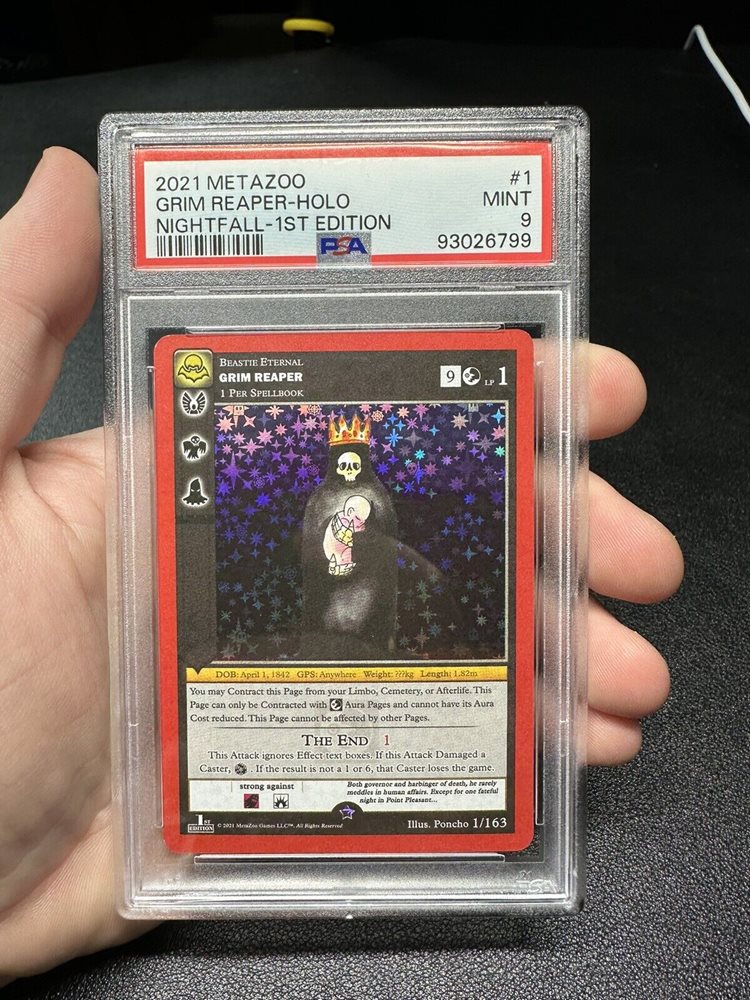 2021 METAZOO #1
GRIM REAPER-HOLO MINT
NIGHTFALL-1ST EDITION 9
PSA 93026799
BEASTIE ETERNAL
GRIM REAPER 9 LP 1
1 PER SPELLBOOK
DOB: April 1, 1842 GPS: Anywhere Weight: ???kg Length: 1.82m
You may Contract this Page from your Limbo, Cemetery, or Afterlife. This
Page can only be Contracted with Aura Pages and cannot have its Aura
Cost reduced. This Page cannot be affected by other Pages.
THE END 1
This Attack ignores Effect text boxes. If this Attack Damaged a
Caster, . If the result is not a 1 or 6, that Caster loses the game.
strong against
Both governor and harbinger of death, he rarely
meddles in human affairs. Except for one fateful
night in Point Pleasant...
1ST EDITION © 2021 MetaZoo Games LLC™. All Rights Reserved Illus. Poncho 1/163